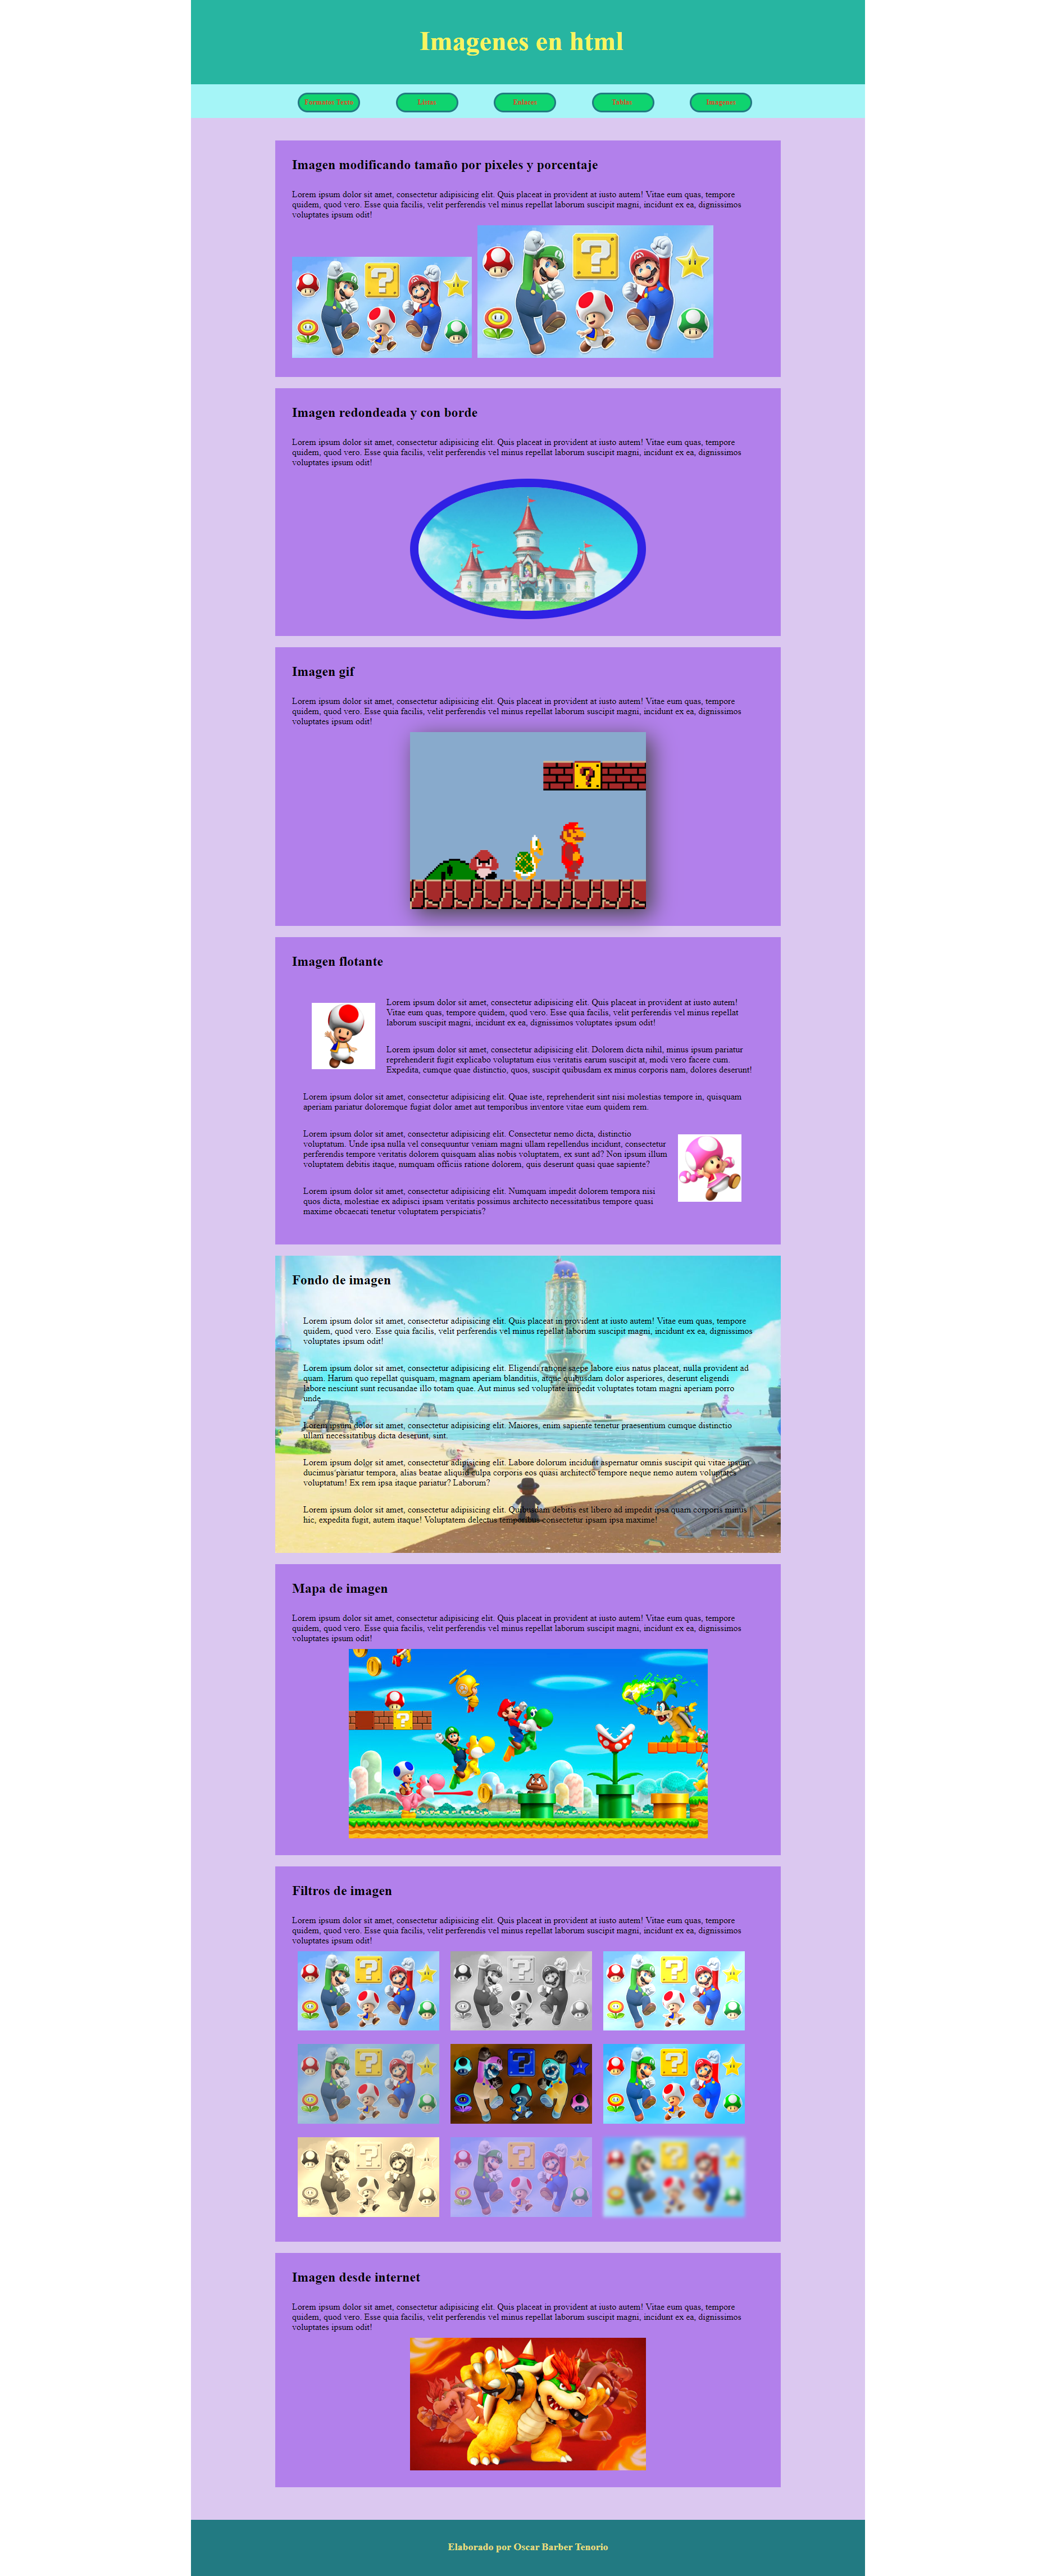 Imagenes en html
Formatos Texto Listas Enlaces Tablas Imagenes
Imagen modificando tamaño por pixeles y porcentaje
Lorem ipsum dolor sit amet, consectetur adipisicing elit. Quis placeat in provident at iusto autem! Vitae eum quas, tempore
quidem, quod vero. Esse quia facilis, velit perferendis vel minus repellat laborum suscipit magni, incidunt ex ea, dignissimos
voluptates ipsum odit!
Imagen redondeada y con borde
Lorem ipsum dolor sit amet, consectetur adipisicing elit. Quis placeat in provident at iusto autem! Vitae eum quas, tempore
quidem, quod vero. Esse quia facilis, velit perferendis vel minus repellat laborum suscipit magni, incidunt ex ea, dignissimos
voluptates ipsum odit!
Imagen gif
Lorem ipsum dolor sit amet, consectetur adipisicing elit. Quis placeat in provident at iusto autem! Vitae eum quas, tempore
quidem, quod vero. Esse quia facilis, velit perferendis vel minus repellat laborum suscipit magni, incidunt ex ea, dignissimos
voluptates ipsum odit!
Imagen flotante
Lorem ipsum dolor sit amet, consectetur adipisicing elit. Quis placeat in provident at iusto autem!
Vitae eum quas, tempore quidem, quod vero. Esse quia facilis, velit perferendis vel minus repellat
laborum suscipit magni, incidunt ex ea, dignissimos voluptates ipsum odit!
Lorem ipsum dolor sit amet, consectetur adipisicing elit. Dolorem dicta nihil, minus ipsum pariatur
reprehenderit fugit explicabo voluptatum eius veritatis earum suscipit at, modi vero facere cum.
Expedita, cumque quae distinctio, quos, suscipit quibusdam ex minus corporis nam, dolores deserunt!
Lorem ipsum dolor sit amet, consectetur adipisicing elit. Quae iste, reprehenderit sint nisi molestias tempore in, quisquam
aperiam pariatur doloremque fugiat dolor amet aut temporibus inventore vitae eum quidem rem.
Lorem ipsum dolor sit amet, consectetur adipisicing elit. Consectetur nemo dicta, distinctio
voluptatum. Unde ipsa nulla vel consequuntur veniam magni ullam repellendus incidunt, consectetur
perferendis tempore veritatis dolorem quisquam alias nobis voluptatem, ex sunt ad? Non ipsum illum
voluptatem debitis itaque, numquam officiis ratione dolorem, quis deserunt quasi quae sapiente?
Lorem ipsum dolor sit amet, consectetur adipisicing elit. Numquam impedit dolorem tempora nisi
quos dicta, molestiae ex adipisci ipsam veritatis possimus architecto necessitatibus tempore quasi
maxime obcaecati tenetur voluptatem perspiciatis?
Fondo de imagen
Lorem ipsum dolor sit amet, consectetur adipisicing elit. Quis placeat in provident at iusto autem! Vitae eum quas, tempore
quidem, quod vero. Esse quia facilis, velit perferendis vel minus repellat laborum suscipit magni, incidunt ex ea, dignissimos
voluptates ipsum odit!
Lorem ipsum dolor sit amet, consectetur adipisicing elit. Eligendi ratione saepe labore eius natus placeat, nulla provident ad
quam. Harum quo repellat quisquam, magnam aperiam blanditiis, atque quibusdam dolor asperiores, deserunt eligendi
labore nesciunt sunt recusandae illo totam quae. Aut minus sed voluptate impedit voluptates totam magni aperiam porro
unde.
Lorem ipsum dolor sit amet, consectetur adipisicing elit. Maiores, enim sapiente tenetur praesentium cumque distinctio
ullam necessitatibus dicta deserunt, sint.
Lorem ipsum dolor sit amet, consectetur adipisicing elit. Labore dolorum incidunt aspernatur omnis suscipit qui vitae ipsum
ducimus pariatur tempora, alias beatae aliquid culpa corporis eos quasi architecto tempore neque nemo autem voluptates
voluptatum! Ex rem ipsa itaque pariatur? Laborum?
Lorem ipsum dolor sit amet, consectetur adipisicing elit. Quibusdam debitis est libero ad impedit ipsa quam corporis minus
hic, expedita fugit, autem itaque! Voluptatem delectus temporibus consectetur ipsam ipsa maxime!
Mapa de imagen
Lorem ipsum dolor sit amet, consectetur adipisicing elit. Quis placeat in provident at iusto autem! Vitae eum quas, tempore
quidem, quod vero. Esse quia facilis, velit perferendis vel minus repellat laborum suscipit magni, incidunt ex ea, dignissimos
voluptates ipsum odit!
Filtros de imagen
Lorem ipsum dolor sit amet, consectetur adipisicing elit. Quis placeat in provident at iusto autem! Vitae eum quas, tempore
quidem, quod vero. Esse quia facilis, velit perferendis vel minus repellat laborum suscipit magni, incidunt ex ea, dignissimos
voluptates ipsum odit!
Imagen desde internet
Lorem ipsum dolor sit amet, consectetur adipisicing elit. Quis placeat in provident at iusto autem! Vitae eum quas, tempore
quidem, quod vero. Esse quia facilis, velit perferendis vel minus repellat laborum suscipit magni, incidunt ex ea, dignissimos
voluptates ipsum odit!
Elaborado por Oscar Barber Tenorio